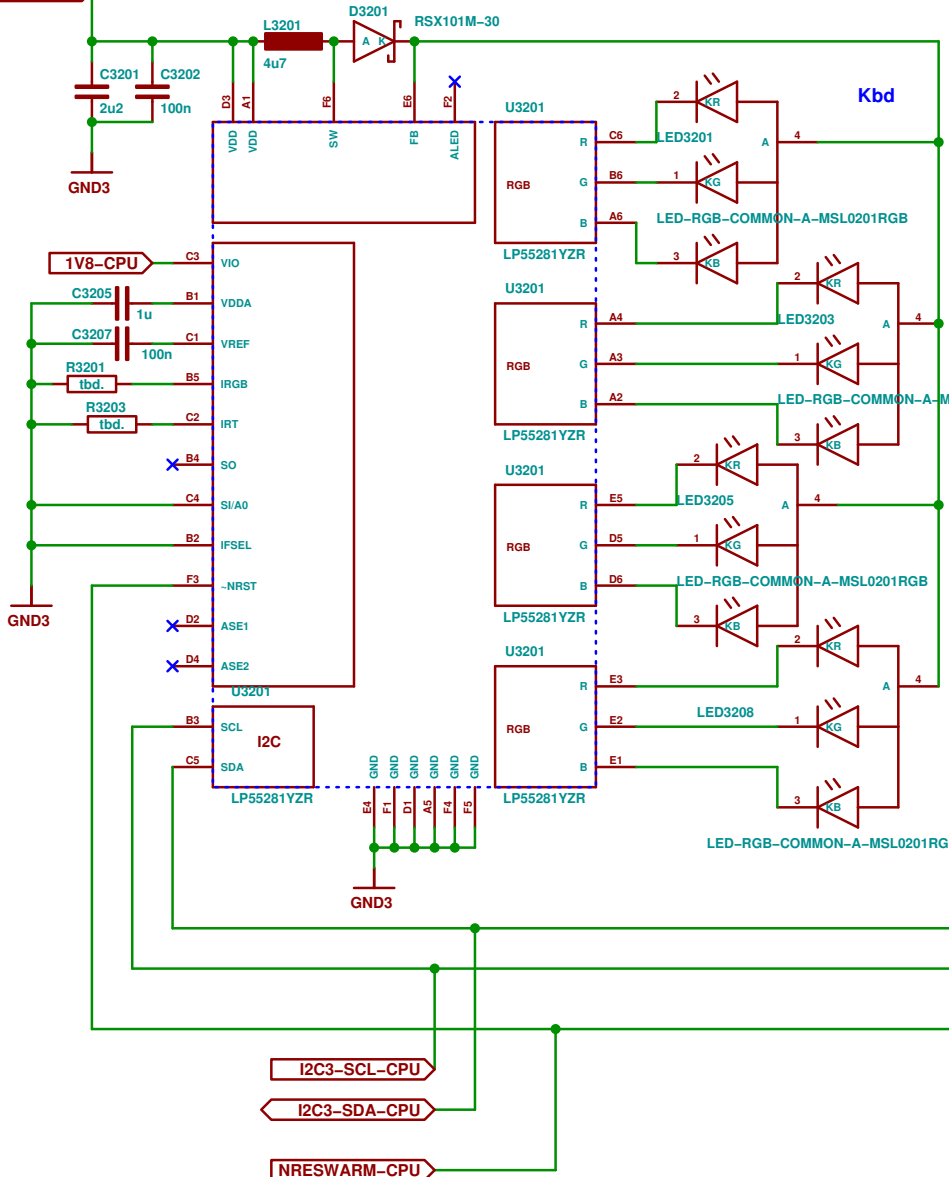 D3201
RSX101M-30
L3201
A K
4u7
C3201
C3202
2u2
100n
D3
A1
F6
E6
F2
VDD
VDD
SW
FB
ALED
GND3
Kbd
U3201
RGB
R
C6
G
B6
B
A6
LP55281YZR
2
KR
LED3201
A
4
1
KG
LED-RGB-COMMON-A-MSL0201RGB
3
KB
1V8-CPU
C3
VIO
C3205
1u
B1
VDDA
C3207
100n
C1
VREF
R3201
tbd.
B5
IRGB
R3203
tbd.
C2
IRT
B4
SO
C4
SI/A0
B2
IFSEL
F3
~NRST
D2
ASE1
D4
ASE2
GND3
U3201
RGB
R
A4
G
A3
B
A2
LP55281YZR
2
KR
LED3203
A
4
1
KG
LED-RGB-COMMON-A-M
3
KB
U3201
RGB
R
E5
G
D5
B
D6
LP55281YZR
2
KR
LED3205
A
4
1
KG
LED-RGB-COMMON-A-MSL0201RGB
3
KB
U3201
RGB
R
E3
G
E2
B
E1
LP55281YZR
2
KR
A
4
LED3208
1
KG
3
KB
LED-RGB-COMMON-A-MSL0201RG
U3201
B3
SCL
I2C
C5
SDA
LP55281YZR
GND
GND
GND
GND
GND
GND
E4
F1
D1
A5
F4
F5
GND3
I2C3-SCL-CPU
I2C3-SDA-CPU
NRESWARM-CPU